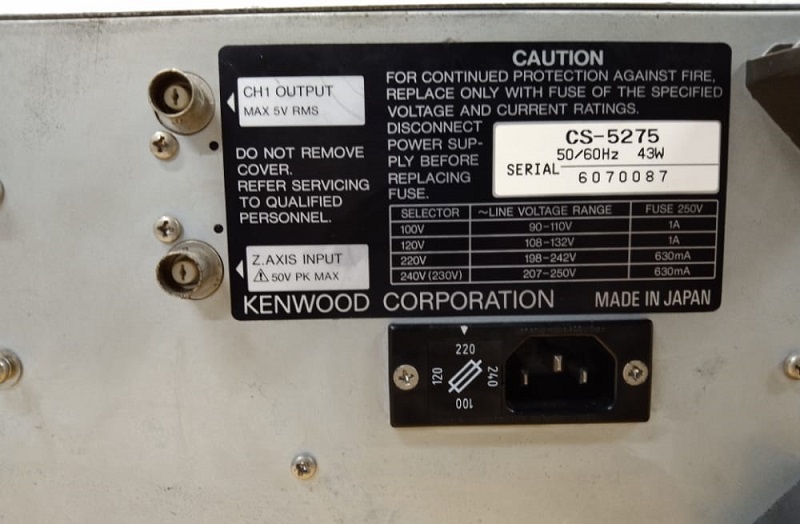 CH1 OUTPUT
MAX 5V RMS
DO NOT REMOVE
COVER.
REFER SERVICING
TO QUALIFIED
PERSONNEL.
Z.AXIS INPUT
50V PK MAX
CAUTION
FOR CONTINUED PROTECTION AGAINST FIRE,
REPLACE ONLY WITH FUSE OF THE SPECIFIED
VOLTAGE AND CURRENT RATINGS.
DISCONNECT
POWER SUP-
PLY BEFORE
REPLACING
FUSE.
CS-5275
50/60Hz 43W
SERIAL 6070087
SELECTOR ~LINE VOLTAGE RANGE FUSE 250V
100V 90-110V 1A
120V 108-132V 1A
220V 198-242V 630mA
240V (230V) 207-250V 630mA
KENWOOD CORPORATION MADE IN JAPAN
220
120
240
100